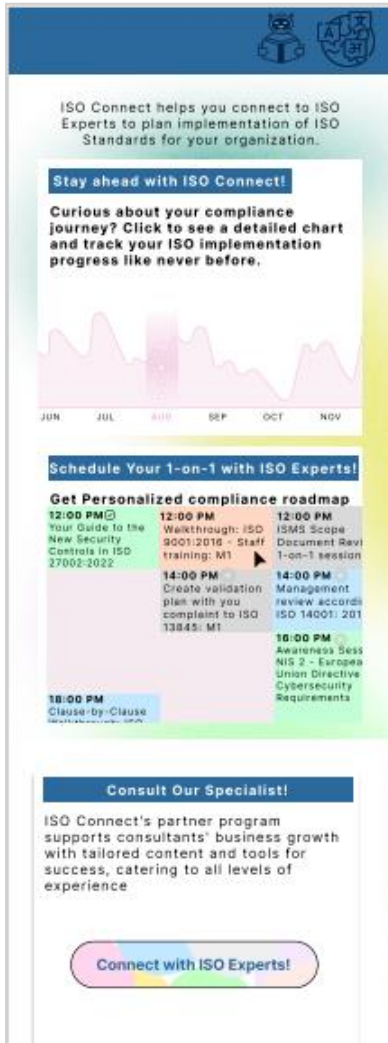 ISO Connect helps you connect to ISO
Experts to plan implementation of ISO
Standards for your organization.
Stay ahead with ISO Connect!
Curious about your compliance
journey? Click to see a detailed chart
and track your ISO implementation
progress like never before.
JUN JUL AUG SEP OCT NOV
Schedule Your 1-on-1 with ISO Experts!
Get Personalized compliance roadmap
12:00 PM
Your Guide to the
New Security
Controls in ISO
27002:2022
12:00 PM
Walkthrough: ISO
9001:2016 - Staff
training: M1
12:00 PM
ISMS Scope
Document Revi
1-on-1 session
14:00 PM
Create validation
plan with you
complaint to ISO
13845: M1
14:00 PM
Management
review accordi
ISO 14001: 201
16:00 PM
Awareness Sess
NIS 2 - Europea
Union Directive
Cybersecurity
Requirements
18:00 PM
Clause-by-Clause
Consult Our Specialist!
ISO Connect's partner program
supports consultants' business growth
with tailored content and tools for
success, catering to all levels of
experience
Connect with ISO Experts!